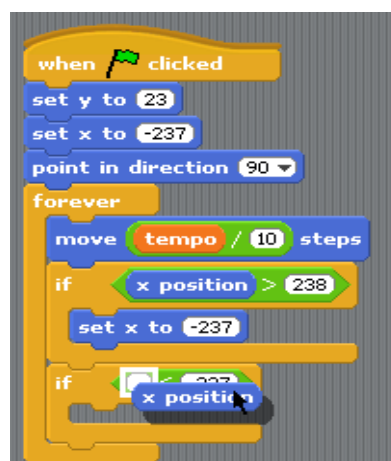 when clicked
set y to 23
set x to -237
point in direction 90
forever
move tempo / 10 steps
if x position > 238
set x to -237
if <
x position